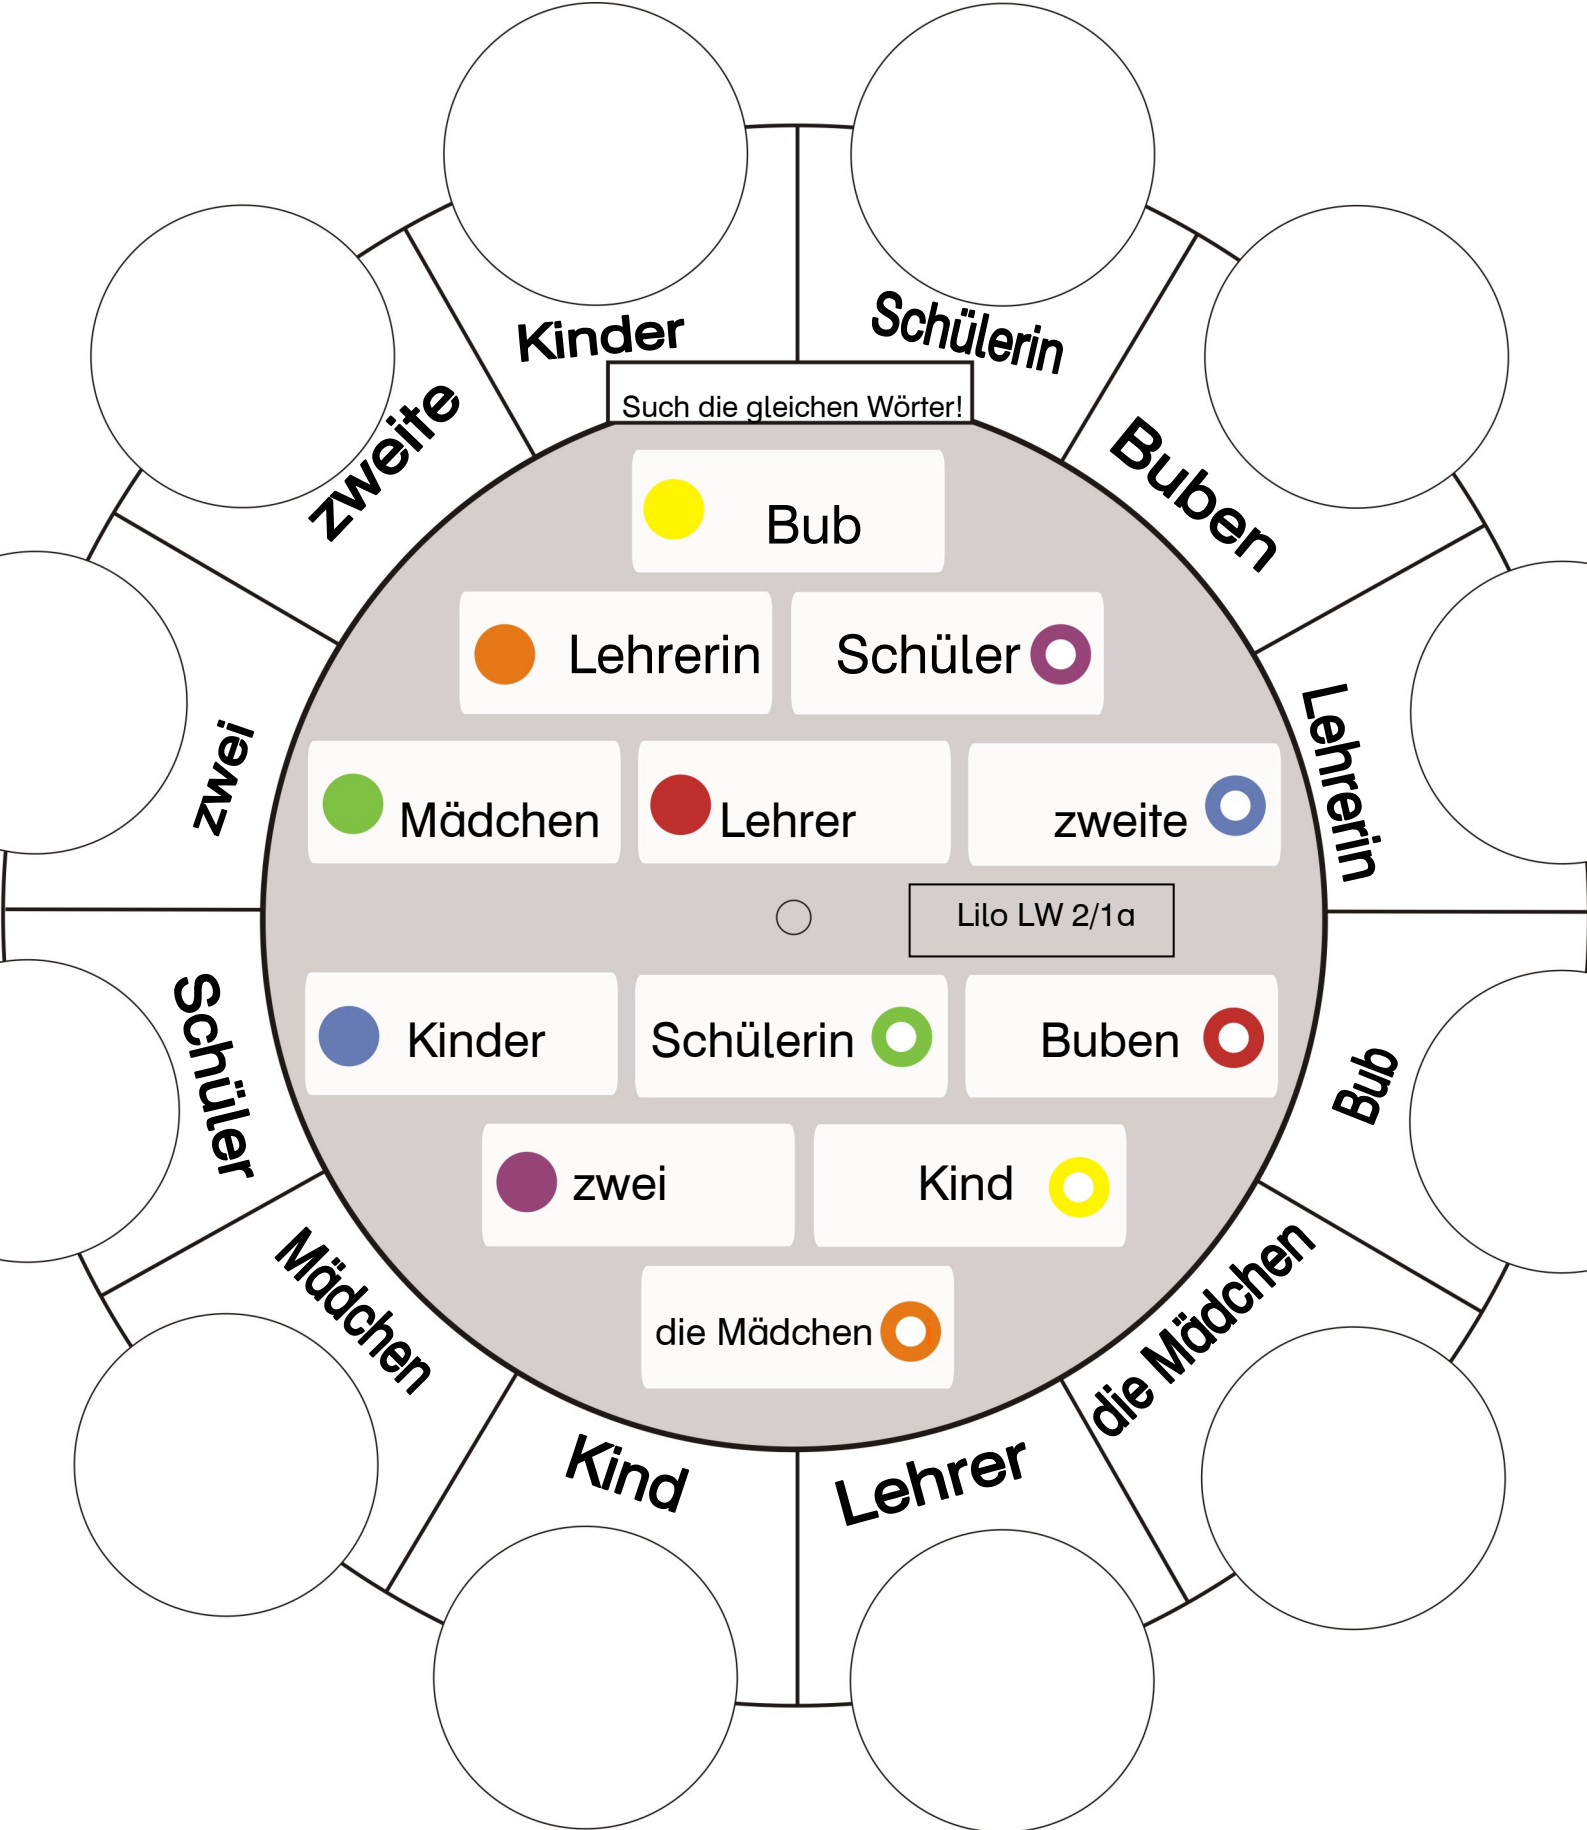 Kinder
Schülerin
zweite
Buben
zwei
Lehrerin
Schüler
Bub
Mädchen
die Mädchen
Kind
Lehrer
Such die gleichen Wörter!
Bub
Lehrerin
Schüler
Mädchen
Lehrer
zweite
Lilo LW 2/1a
Kinder
Schülerin
Buben
zwei
Kind
die Mädchen